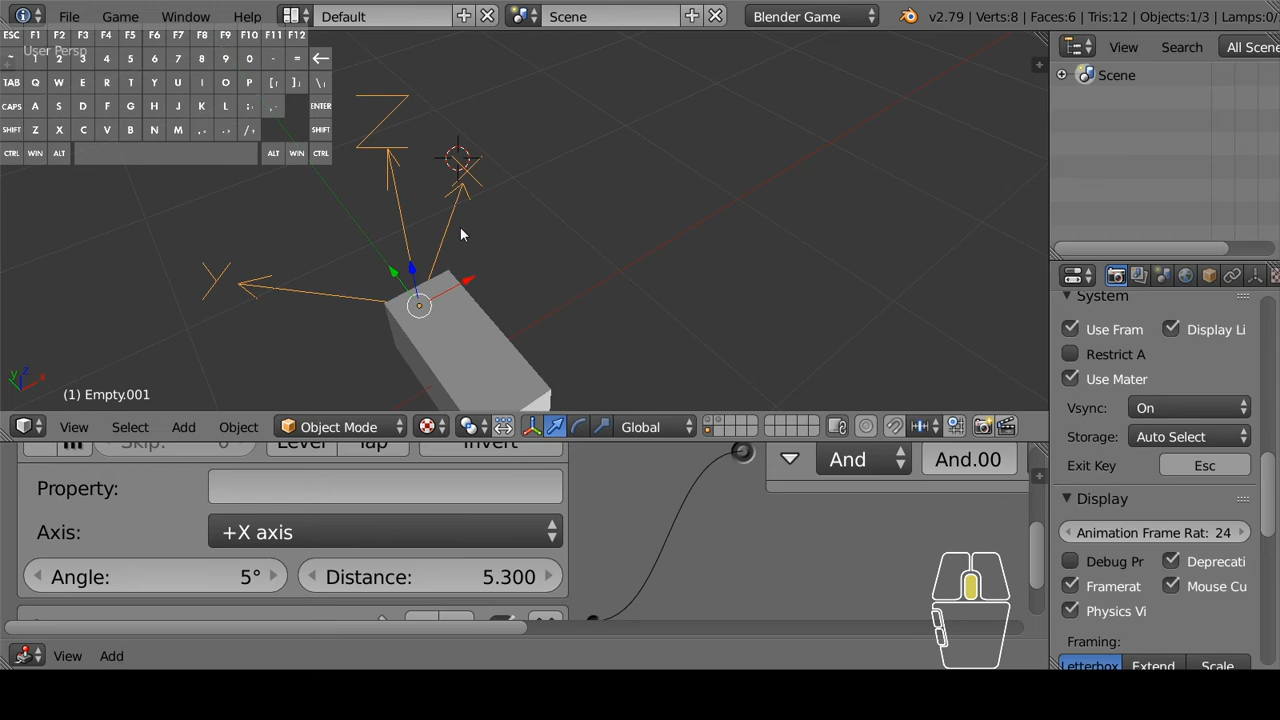 File Game Window Help Default Scene Blender Game v2.79 | Verts:8 | Faces:6 | Tris:12 | Objects:1/3 | Lamps:0/
ESC F1 F2 F3 F4 F5 F6 F7 F8 F9 F10 F11 F12
User Persp
~ 1 2 3 4 5 6 7 8 9 0 - =
TAB Q W E R T Y U I O P [ ] \
CAPS A S D F G H J K L ; ENTER
SHIFT Z X C V B N M , . / SHIFT
CTRL WIN ALT ALT WIN CTRL
View Search All Scene
Scene
Z
X
Y
z
y x
(1) Empty.001
View Select Add Object Object Mode Global
Skip: 0 Level Tap Invert
Property:
Axis: +X axis
Angle: 5° Distance: 5.300
And And.00
View Add
System
Use Fram Display Li
Restrict A
Use Mater
Vsync: On
Storage: Auto Select
Exit Key Esc
Display
Animation Frame Rat: 24
Debug Pr Deprecati
Framerat Mouse Cu
Physics Vi
Framing:
Letterbox Extend Scale